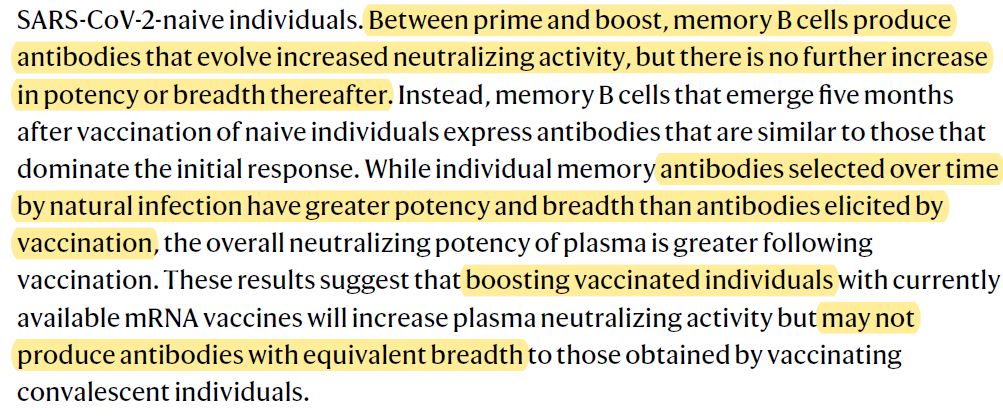 SARS-CoV-2-naive individuals. Between prime and boost, memory B cells produce
antibodies that evolve increased neutralizing activity, but there is no further increase
in potency or breadth thereafter. Instead, memory B cells that emerge five months
after vaccination of naive individuals express antibodies that are similar to those that
dominate the initial response. While individual memory antibodies selected over time
by natural infection have greater potency and breadth than antibodies elicited by
vaccination, the overall neutralizing potency of plasma is greater following
vaccination. These results suggest that boosting vaccinated individuals with currently
available mRNA vaccines will increase plasma neutralizing activity but may not
produce antibodies with equivalent breadth to those obtained by vaccinating
convalescent individuals.